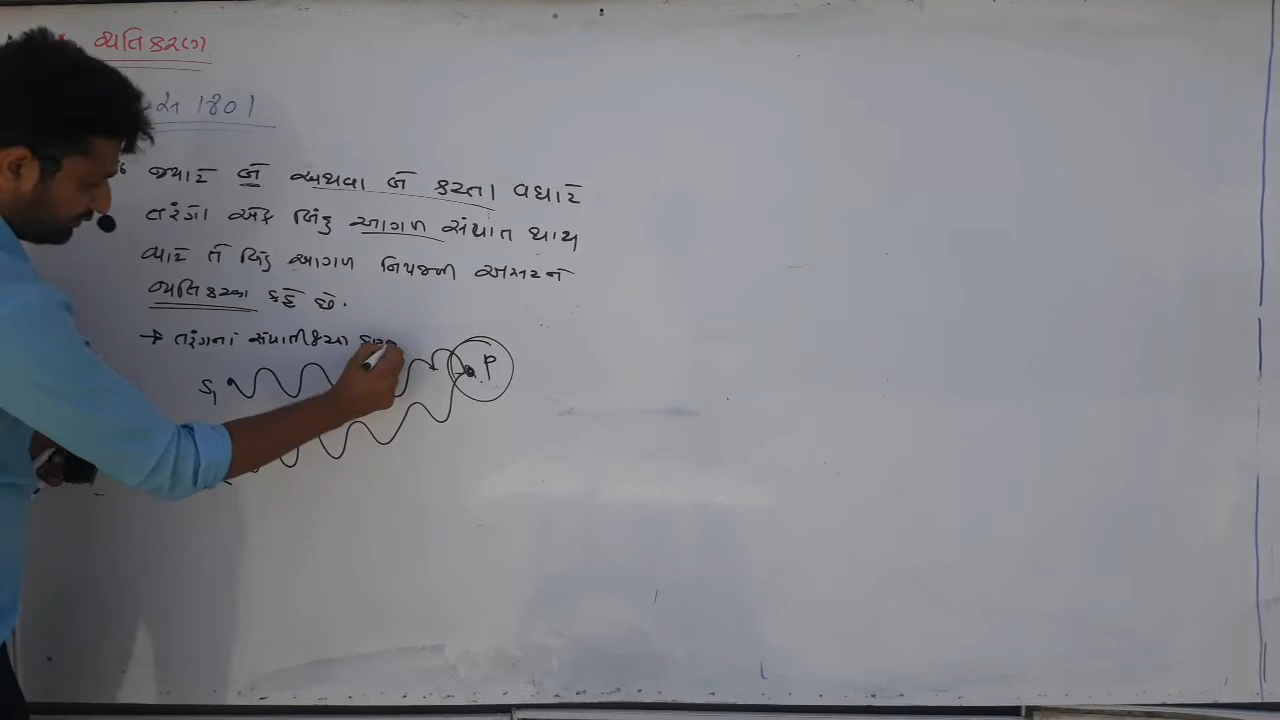 વ્યતિકરણ
સન 1801
જ્યારે બે અથવા બે કરતા વધારે
તરંગો એક બિંદુ આગળ સંપાત થાય
ત્યારે તે બિંદુ આગળ નિપજતી અસરને
વ્યતિકરણ કહે છે.
→ તરંગના સંપાતીકરણ
S₁ P